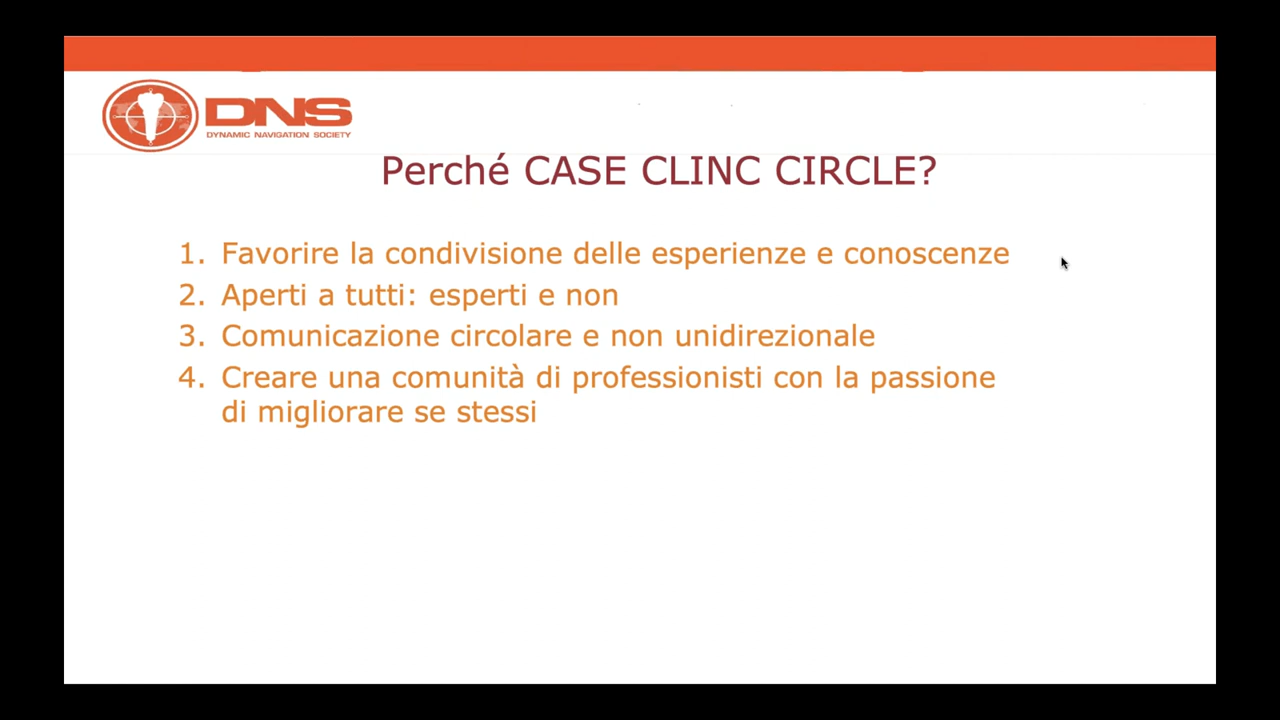 DNS
DYNAMIC NAVIGATION SOCIETY
Perché CASE CLINC CIRCLE?
1. Favorire la condivisione delle esperienze e conoscenze
2. Aperti a tutti: esperti e non
3. Comunicazione circolare e non unidirezionale
4. Creare una comunità di professionisti con la passione
di migliorare se stessi